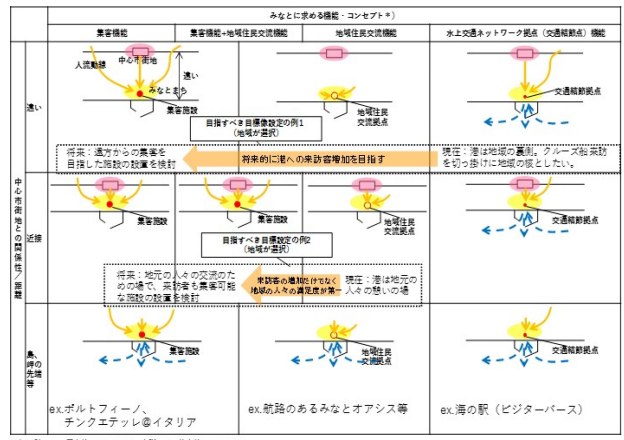 みなとに求める機能・コンセプト*）
集客機能
集客機能+地域住民交流機能
地域住民交流機能
水上交通ネットワーク拠点（交通結節点）機能
中心市街地との関係性／距離
遠い
人流動線
中心市街地
遠い
みなとまち
集客施設
地域住民
交流拠点
交通結節拠点
目指すべき目標像設定の例1
（地域が選択）
将来：遠方からの集客を
目指した施設の設置を検討
将来的に港への来訪客増加を目指す
現在：港は地域の裏側。クルーズ船来訪
を切っ掛けに地域の核としたい。
近接
集客施設
集客施設
地域住民
交流拠点
交通結節拠点
目指すべき目標設定の例2
（地域が選択）
将来：地元の人々の交流のた
めの場で、来訪者も集客可能
な施設の設置を検討
来訪客の増加だけでなく
地域の人々の満足度が第一
現在：港は地元の
人々の憩いの場
島、
岬の
先端
等
集客施設
地域住民
交流拠点
交通結節拠点
ex.ポルトフィーノ、
チンクエテッレ@イタリア
ex.航路のあるみなとオアシス等
ex.海の駅（ビジターバース）